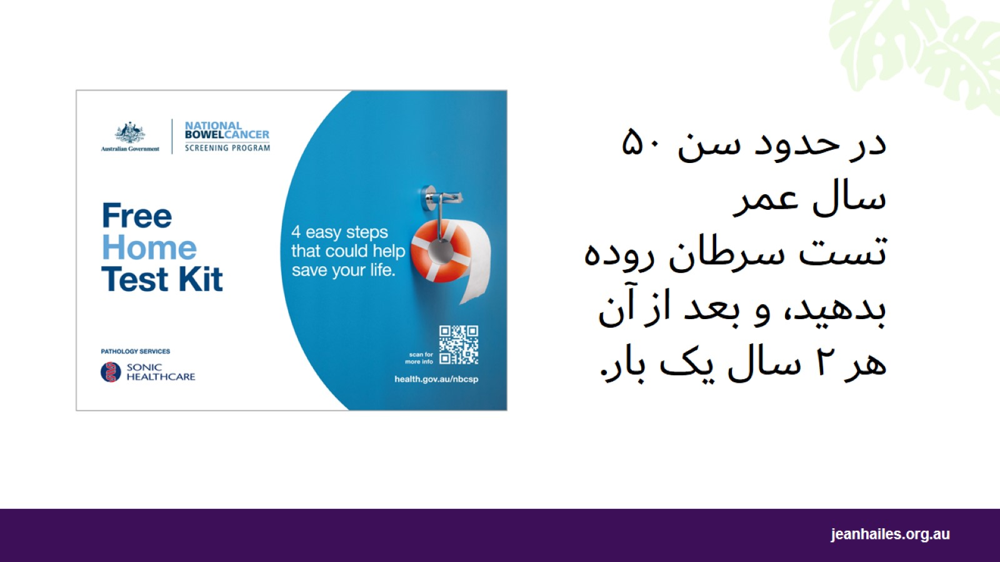 Australian Government
NATIONAL
BOWELCANCER
SCREENING PROGRAM
Free
Home
Test Kit
4 easy steps
that could help
save your life.
PATHOLOGY SERVICES
SONIC
HEALTHCARE
scan for
more info
health.gov.au/nbcsp
در حدود سن ۵۰
سال عمر
تست سرطان روده
بدهید، و بعد از آن
هر ۲ سال یک بار.
jeanhailes.org.au